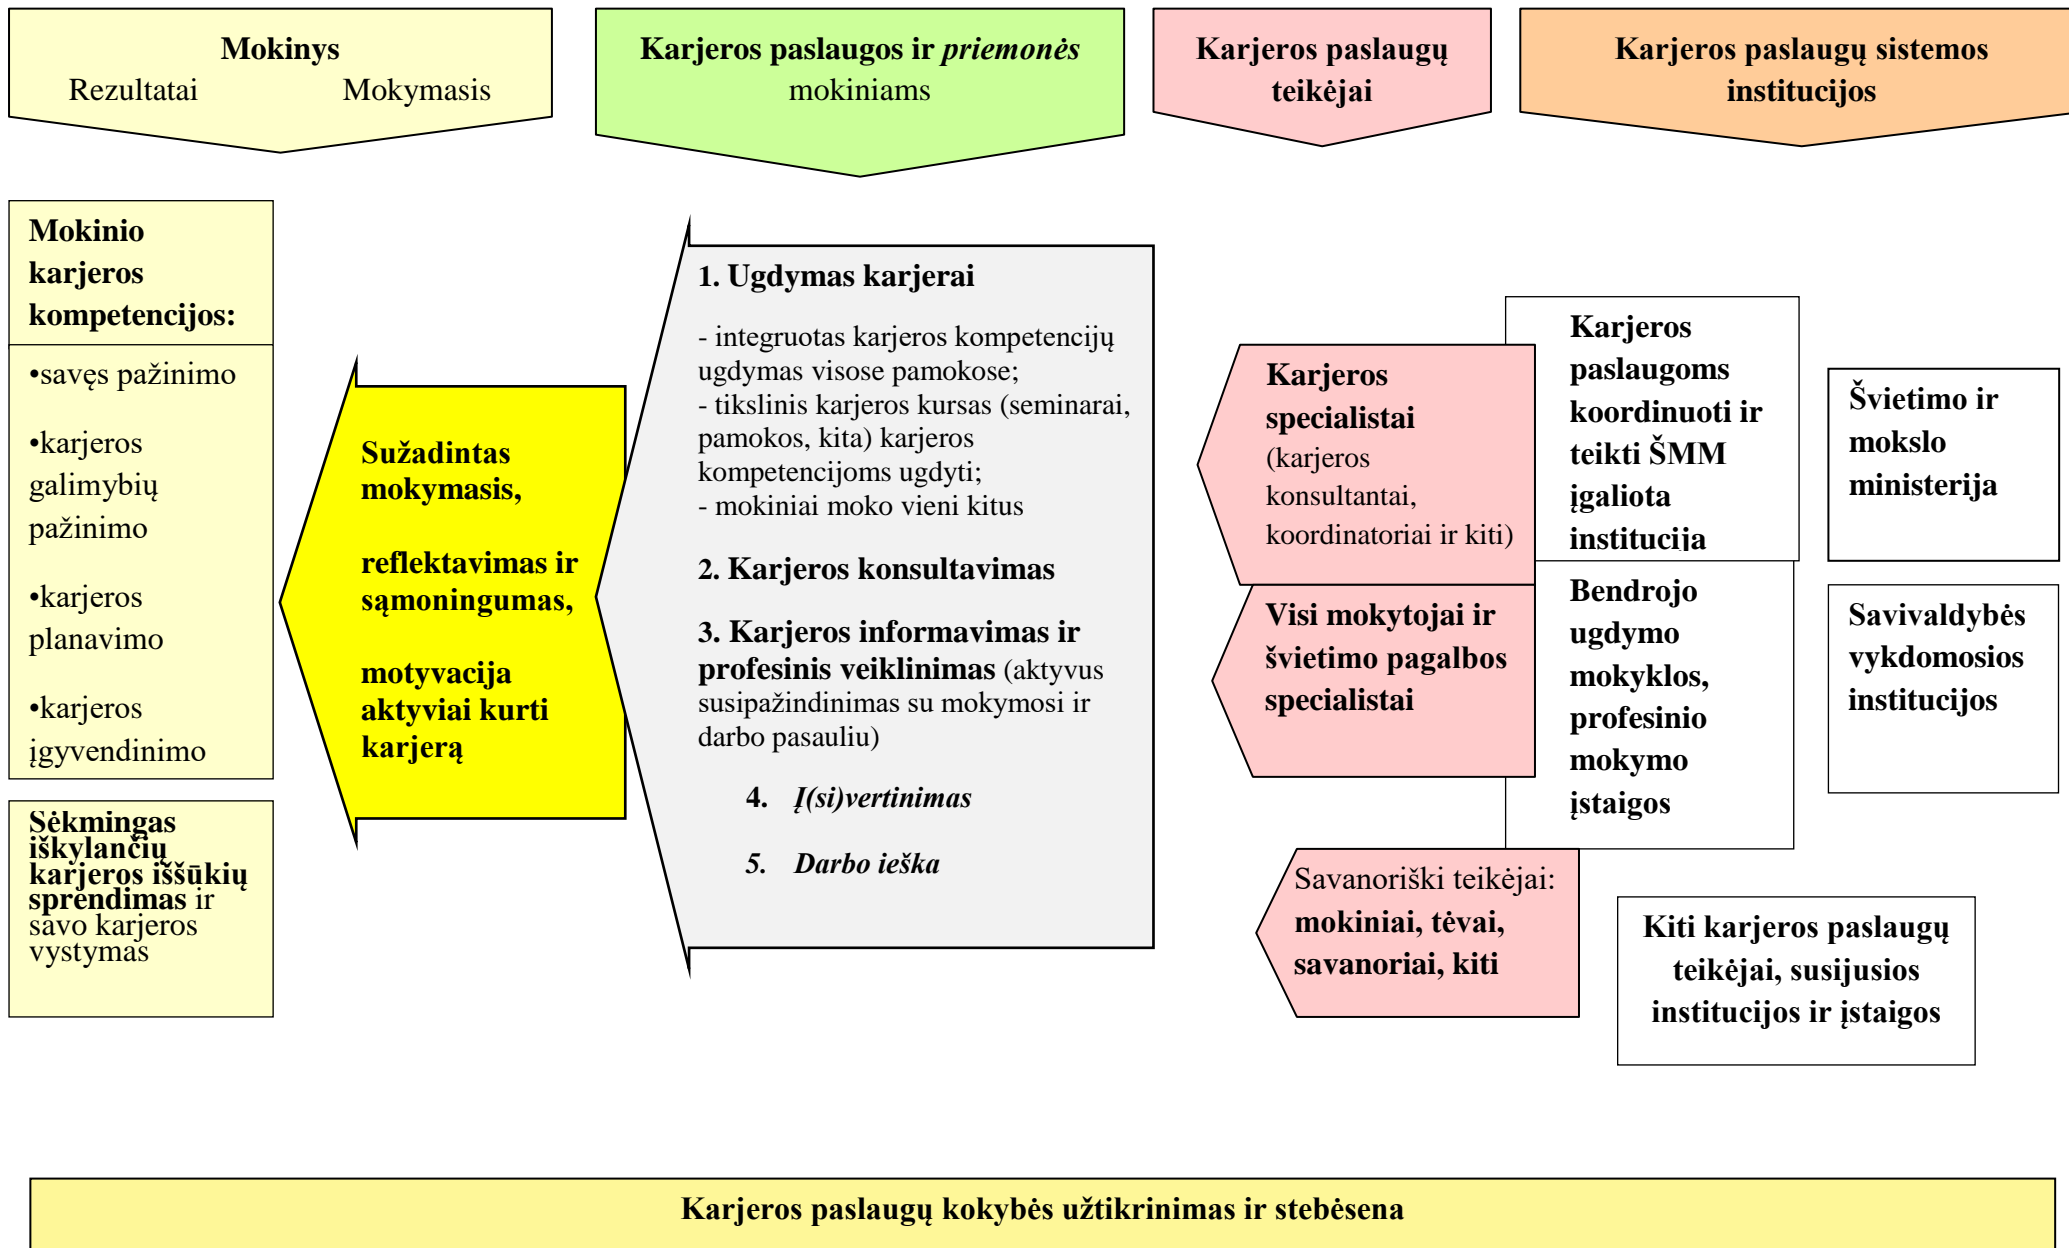 Mokinys
Rezultatai Mokymasis
Karjeros paslaugos ir priemonės
mokiniams
Karjeros paslaugų
teikėjai
Karjeros paslaugų sistemos
institucijos
Mokinio
karjeros
kompetencijos:
•savęs pažinimo
•karjeros
galimybių
pažinimo
•karjeros
planavimo
•karjeros
įgyvendinimo
Sėkmingas
iškylančių
karjeros iššūkių
sprendimas ir
savo karjeros
vystymas
Sužadintas
mokymasis,
reflektavimas ir
sąmoningumas,
motyvacija
aktyviai kurti
karjerą
1. Ugdymas karjerai
- integruotas karjeros kompetencijų
ugdymas visose pamokose;
- tikslinis karjeros kursas (seminarai,
pamokos, kita) karjeros
kompetencijoms ugdyti;
- mokiniai moko vieni kitus
2. Karjeros konsultavimas
3. Karjeros informavimas ir
profesinis veiklinimas (aktyvus
susipažindinimas su mokymosi ir
darbo pasauliu)
4. Į(si)vertinimas
5. Darbo ieška
Karjeros
specialistai
(karjeros
konsultantai,
koordinatoriai ir kiti)
Visi mokytojai ir
švietimo pagalbos
specialistai
Savanoriški teikėjai:
mokiniai, tėvai,
savanoriai, kiti
Karjeros
paslaugoms
koordinuoti ir
teikti ŠMM
įgaliota
institucija
Bendrojo
ugdymo
mokyklos,
profesinio
mokymo
įstaigos
Švietimo ir
mokslo
ministerija
Savivaldybės
vykdomosios
institucijos
Kiti karjeros paslaugų
teikėjai, susijusios
institucijos ir įstaigos
Karjeros paslaugų kokybės užtikrinimas ir stebėsena